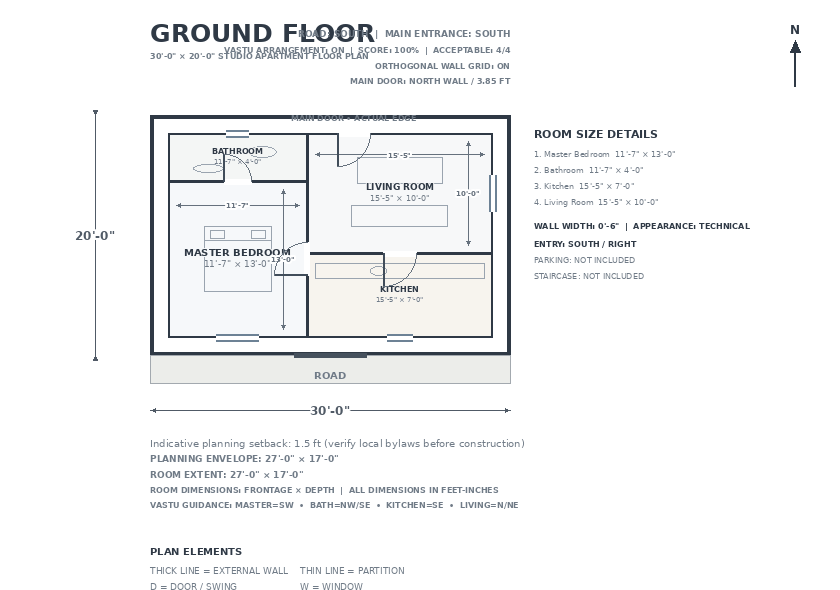 GROUND FLOOR
ROAD: SOUTH | MAIN ENTRANCE: SOUTH
VASTU ARRANGEMENT: ON | SCORE: 100% | ACCEPTABLE: 4/4
30'-0" × 20'-0" STUDIO APARTMENT FLOOR PLAN
ORTHOGONAL WALL GRID: ON
MAIN DOOR: NORTH WALL / 3.85 FT
N
MAIN DOOR - ACTUAL EDGE
BATHROOM
11'-7" × 4'-0"
15'-5"
LIVING ROOM
15'-5" × 10'-0"
10'-0"
11'-7"
MASTER BEDROOM
11'-7" × 13'-0"
13'-0"
KITCHEN
15'-5" × 7'-0"
20'-0"
ROAD
30'-0"
ROOM SIZE DETAILS
1. Master Bedroom 11'-7" × 13'-0"
2. Bathroom 11'-7" × 4'-0"
3. Kitchen 15'-5" × 7'-0"
4. Living Room 15'-5" × 10'-0"
WALL WIDTH: 0'-6" | APPEARANCE: TECHNICAL
ENTRY: SOUTH / RIGHT
PARKING: NOT INCLUDED
STAIRCASE: NOT INCLUDED
Indicative planning setback: 1.5 ft (verify local bylaws before construction)
PLANNING ENVELOPE: 27'-0" × 17'-0"
ROOM EXTENT: 27'-0" × 17'-0"
ROOM DIMENSIONS: FRONTAGE × DEPTH | ALL DIMENSIONS IN FEET-INCHES
VASTU GUIDANCE: MASTER=SW • BATH=NW/SE • KITCHEN=SE • LIVING=N/NE
PLAN ELEMENTS
THICK LINE = EXTERNAL WALL THIN LINE = PARTITION
D = DOOR / SWING W = WINDOW